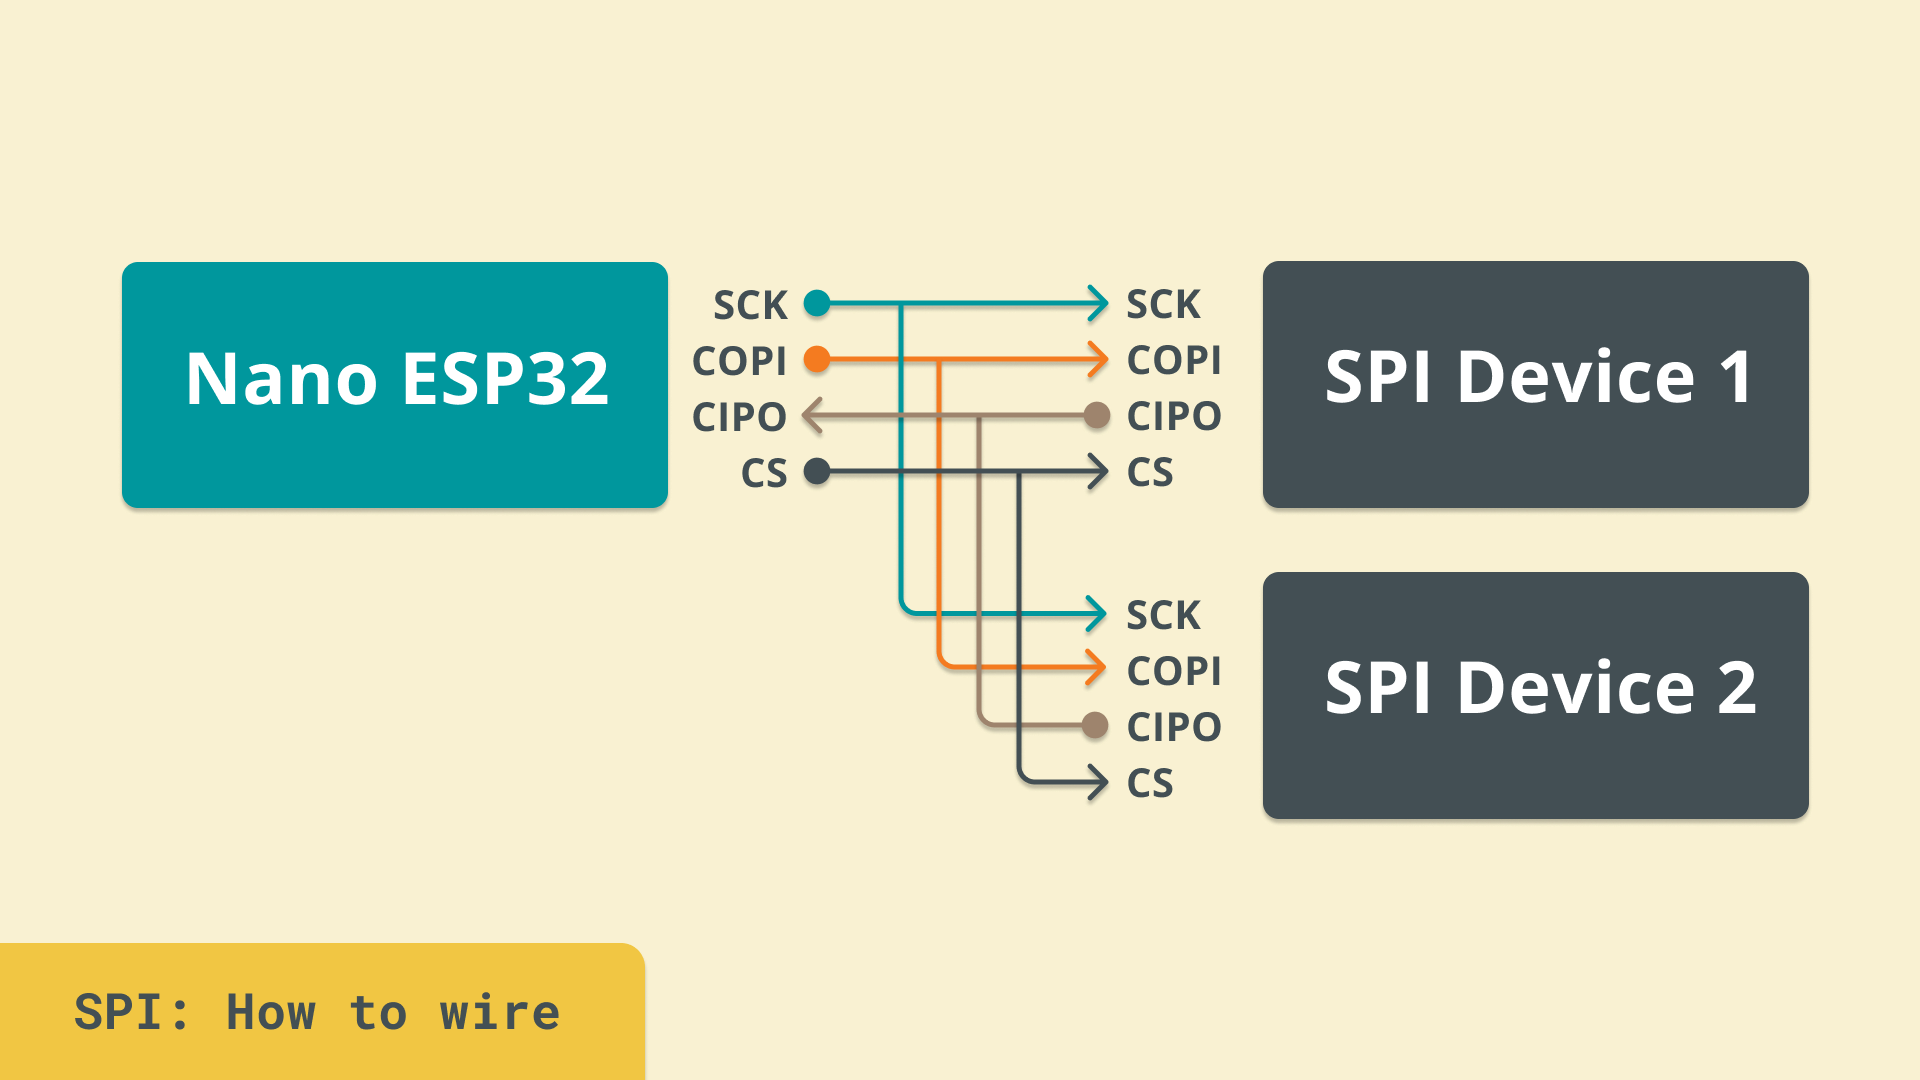 Nano ESP32
SCK
COPI
CIPO
CS
SCK
COPI
CIPO
CS
SPI Device 1
SCK
COPI
CIPO
CS
SPI Device 2
SPI: How to wire